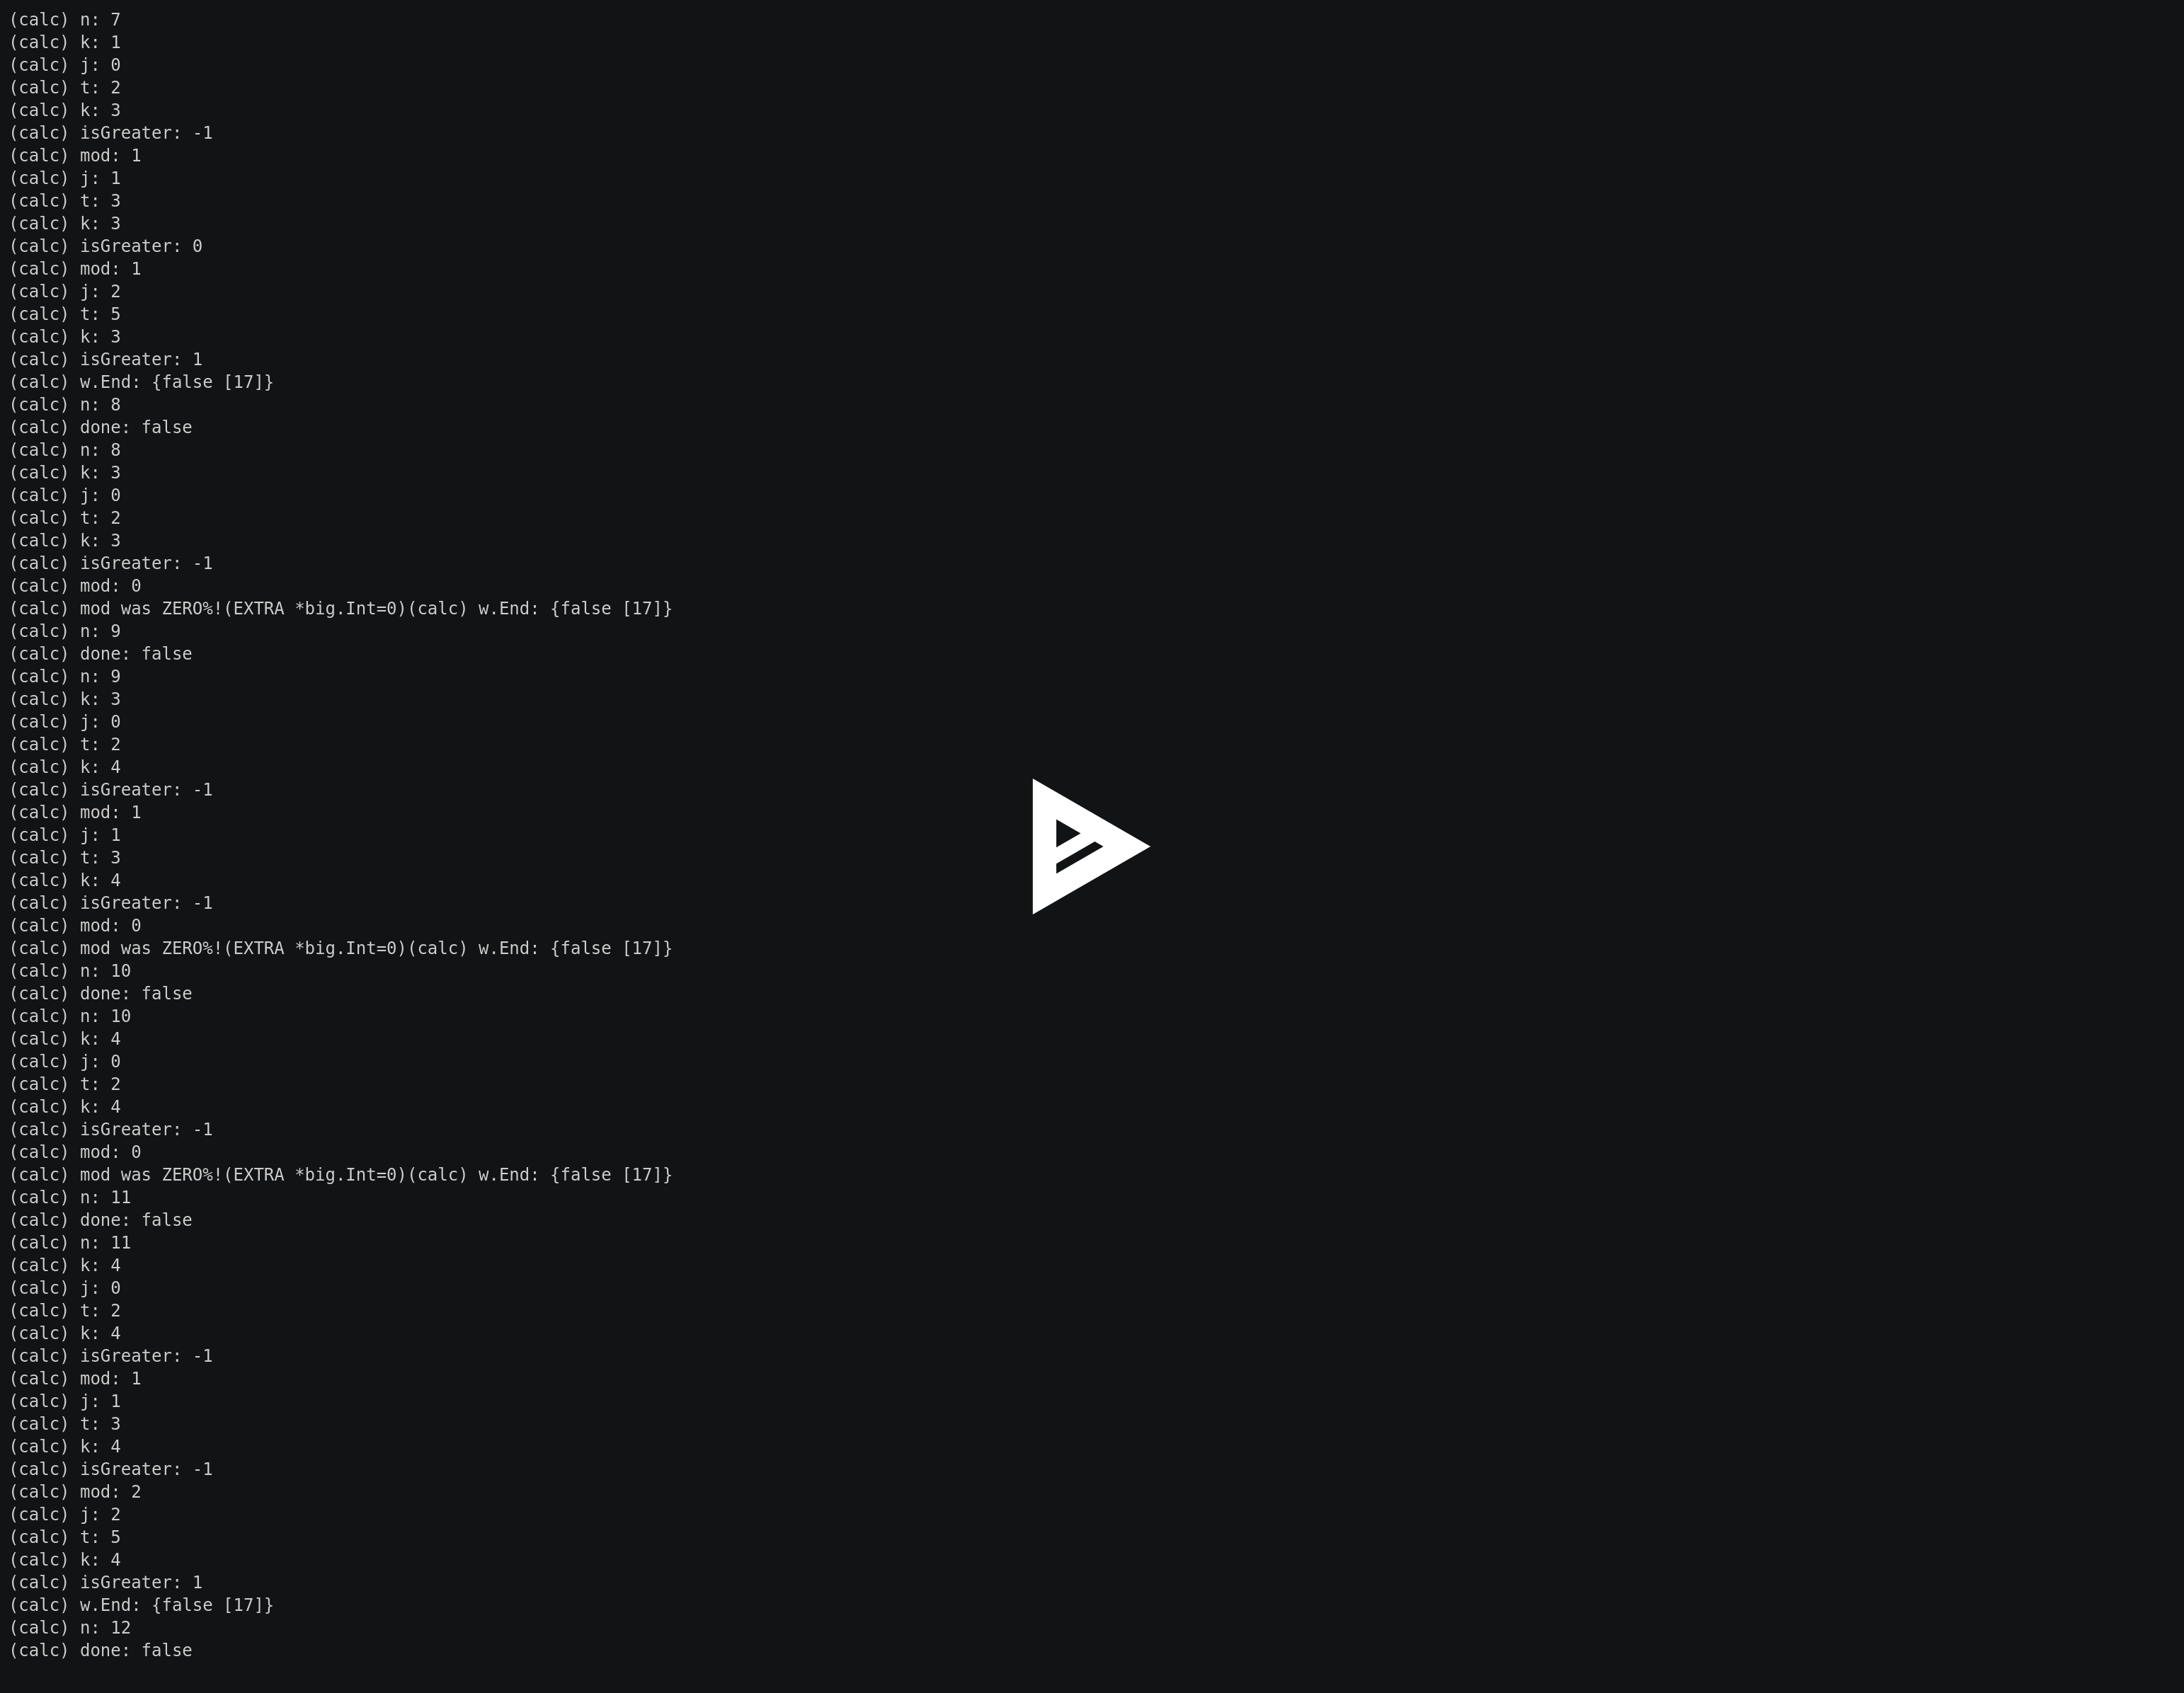 (calc) n: 7
(calc) k: 1
(calc) j: 0
(calc) t: 2
(calc) k: 3
(calc) isGreater: -1
(calc) mod: 1
(calc) j: 1
(calc) t: 3
(calc) k: 3
(calc) isGreater: 0
(calc) mod: 1
(calc) j: 2
(calc) t: 5
(calc) k: 3
(calc) isGreater: 1
(calc) w.End: {false [17]}
(calc) n: 8
(calc) done: false
(calc) n: 8
(calc) k: 3
(calc) j: 0
(calc) t: 2
(calc) k: 3
(calc) isGreater: -1
(calc) mod: 0
(calc) mod was ZERO%!(EXTRA *big.Int=0)(calc) w.End: {false [17]}
(calc) n: 9
(calc) done: false
(calc) n: 9
(calc) k: 3
(calc) j: 0
(calc) t: 2
(calc) k: 4
(calc) isGreater: -1
(calc) mod: 1
(calc) j: 1
(calc) t: 3
(calc) k: 4
(calc) isGreater: -1
(calc) mod: 0
(calc) mod was ZERO%!(EXTRA *big.Int=0)(calc) w.End: {false [17]}
(calc) n: 10
(calc) done: false
(calc) n: 10
(calc) k: 4
(calc) j: 0
(calc) t: 2
(calc) k: 4
(calc) isGreater: -1
(calc) mod: 0
(calc) mod was ZERO%!(EXTRA *big.Int=0)(calc) w.End: {false [17]}
(calc) n: 11
(calc) done: false
(calc) n: 11
(calc) k: 4
(calc) j: 0
(calc) t: 2
(calc) k: 4
(calc) isGreater: -1
(calc) mod: 1
(calc) j: 1
(calc) t: 3
(calc) k: 4
(calc) isGreater: -1
(calc) mod: 2
(calc) j: 2
(calc) t: 5
(calc) k: 4
(calc) isGreater: 1
(calc) w.End: {false [17]}
(calc) n: 12
(calc) done: false